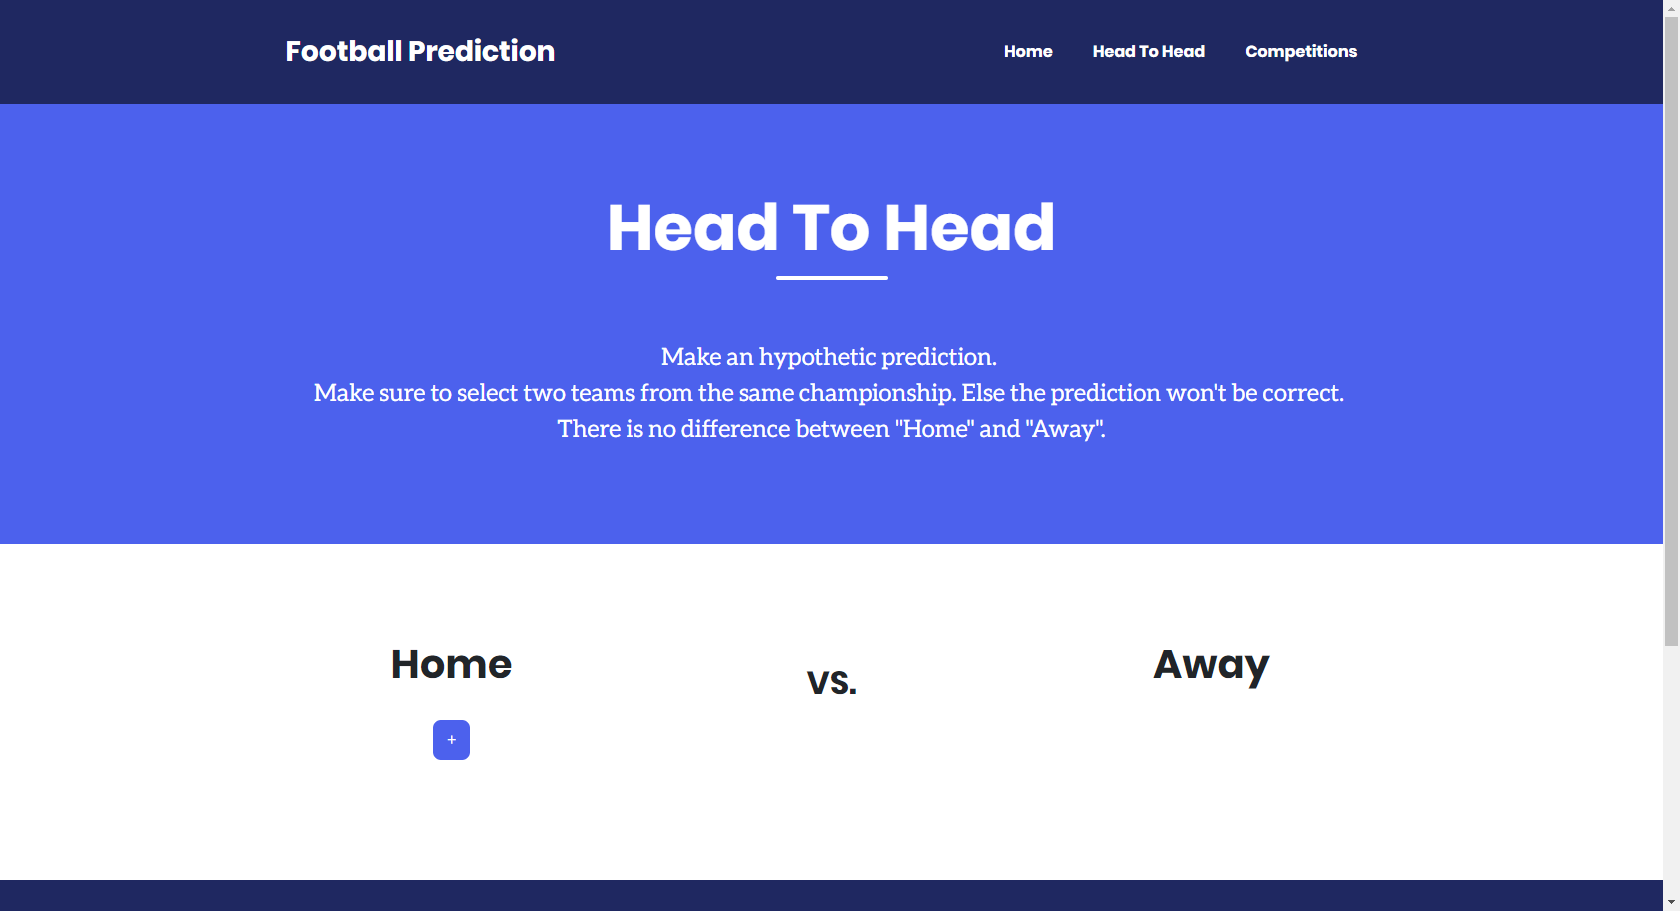 Football Prediction
Home Head To Head Competitions
Head To Head
Make an hypothetic prediction.
Make sure to select two teams from the same championship. Else the prediction won't be correct.
There is no difference between "Home" and "Away".
Home
VS.
Away
+